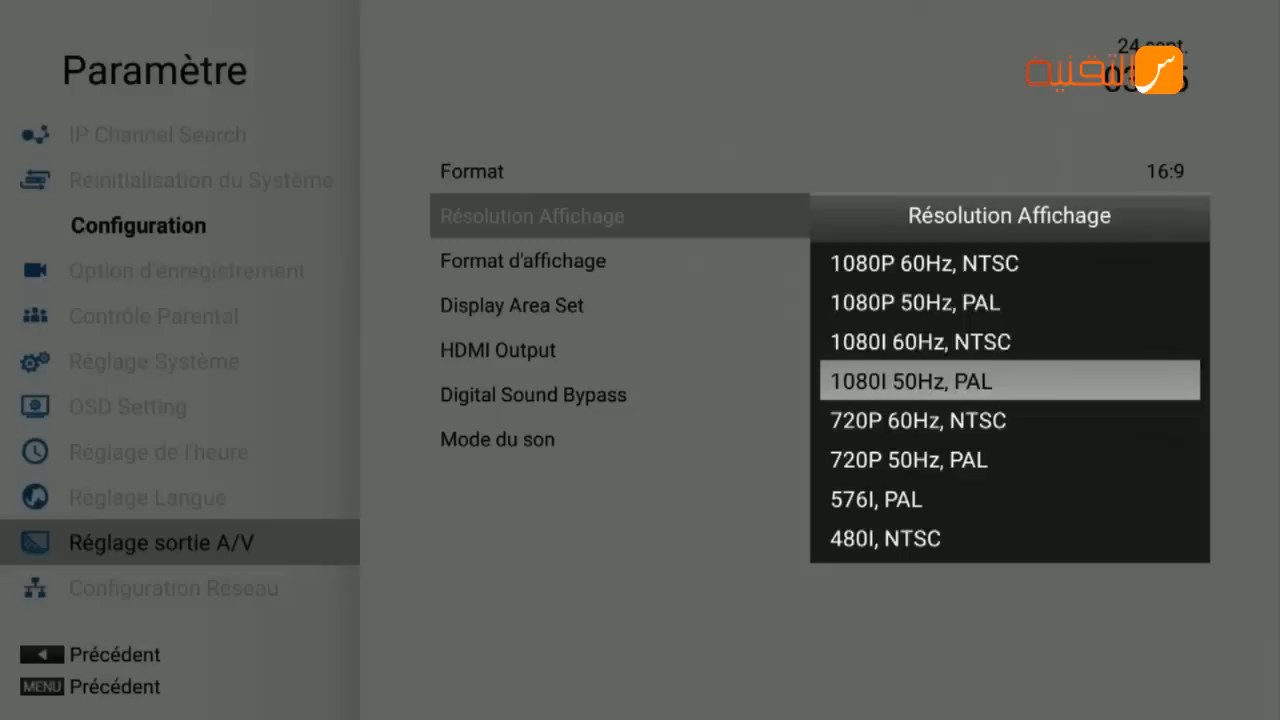 Paramètre
IP Channel Search
Réinitialisation du Système
Configuration
Option d'enregistrement
Contrôle Parental
Réglage Système
OSD Setting
Réglage de l'heure
Réglage Langue
Réglage sortie A/V
Configuration Reseau
Précédent
MENU Précédent
24 sept.
التقنية
Format 16:9
Résolution Affichage
Format d'affichage
Display Area Set
HDMI Output
Digital Sound Bypass
Mode du son
Résolution Affichage
1080P 60Hz, NTSC
1080P 50Hz, PAL
1080I 60Hz, NTSC
1080I 50Hz, PAL
720P 60Hz, NTSC
720P 50Hz, PAL
576I, PAL
480I, NTSC